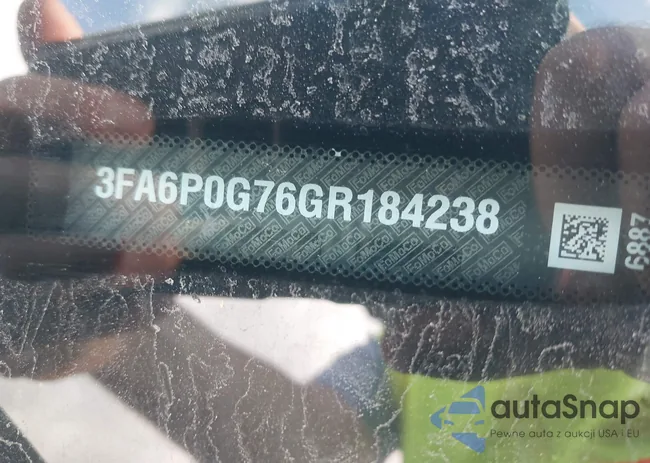 3FA6P0G76GR184238
6887
autaSnap
Pewne auta z aukcji USA i EU